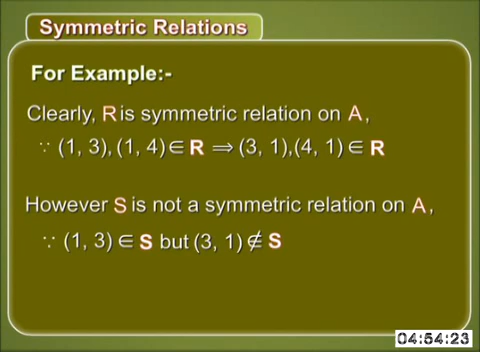 Symmetric Relations
For Example:-
Clearly, R is symmetric relation on A,
∵ (1, 3), (1, 4) ∈ R ⟹ (3, 1),(4, 1) ∈ R
However S is not a symmetric relation on A,
∵ (1, 3) ∈ S but (3, 1) ∉ S
04:54:23